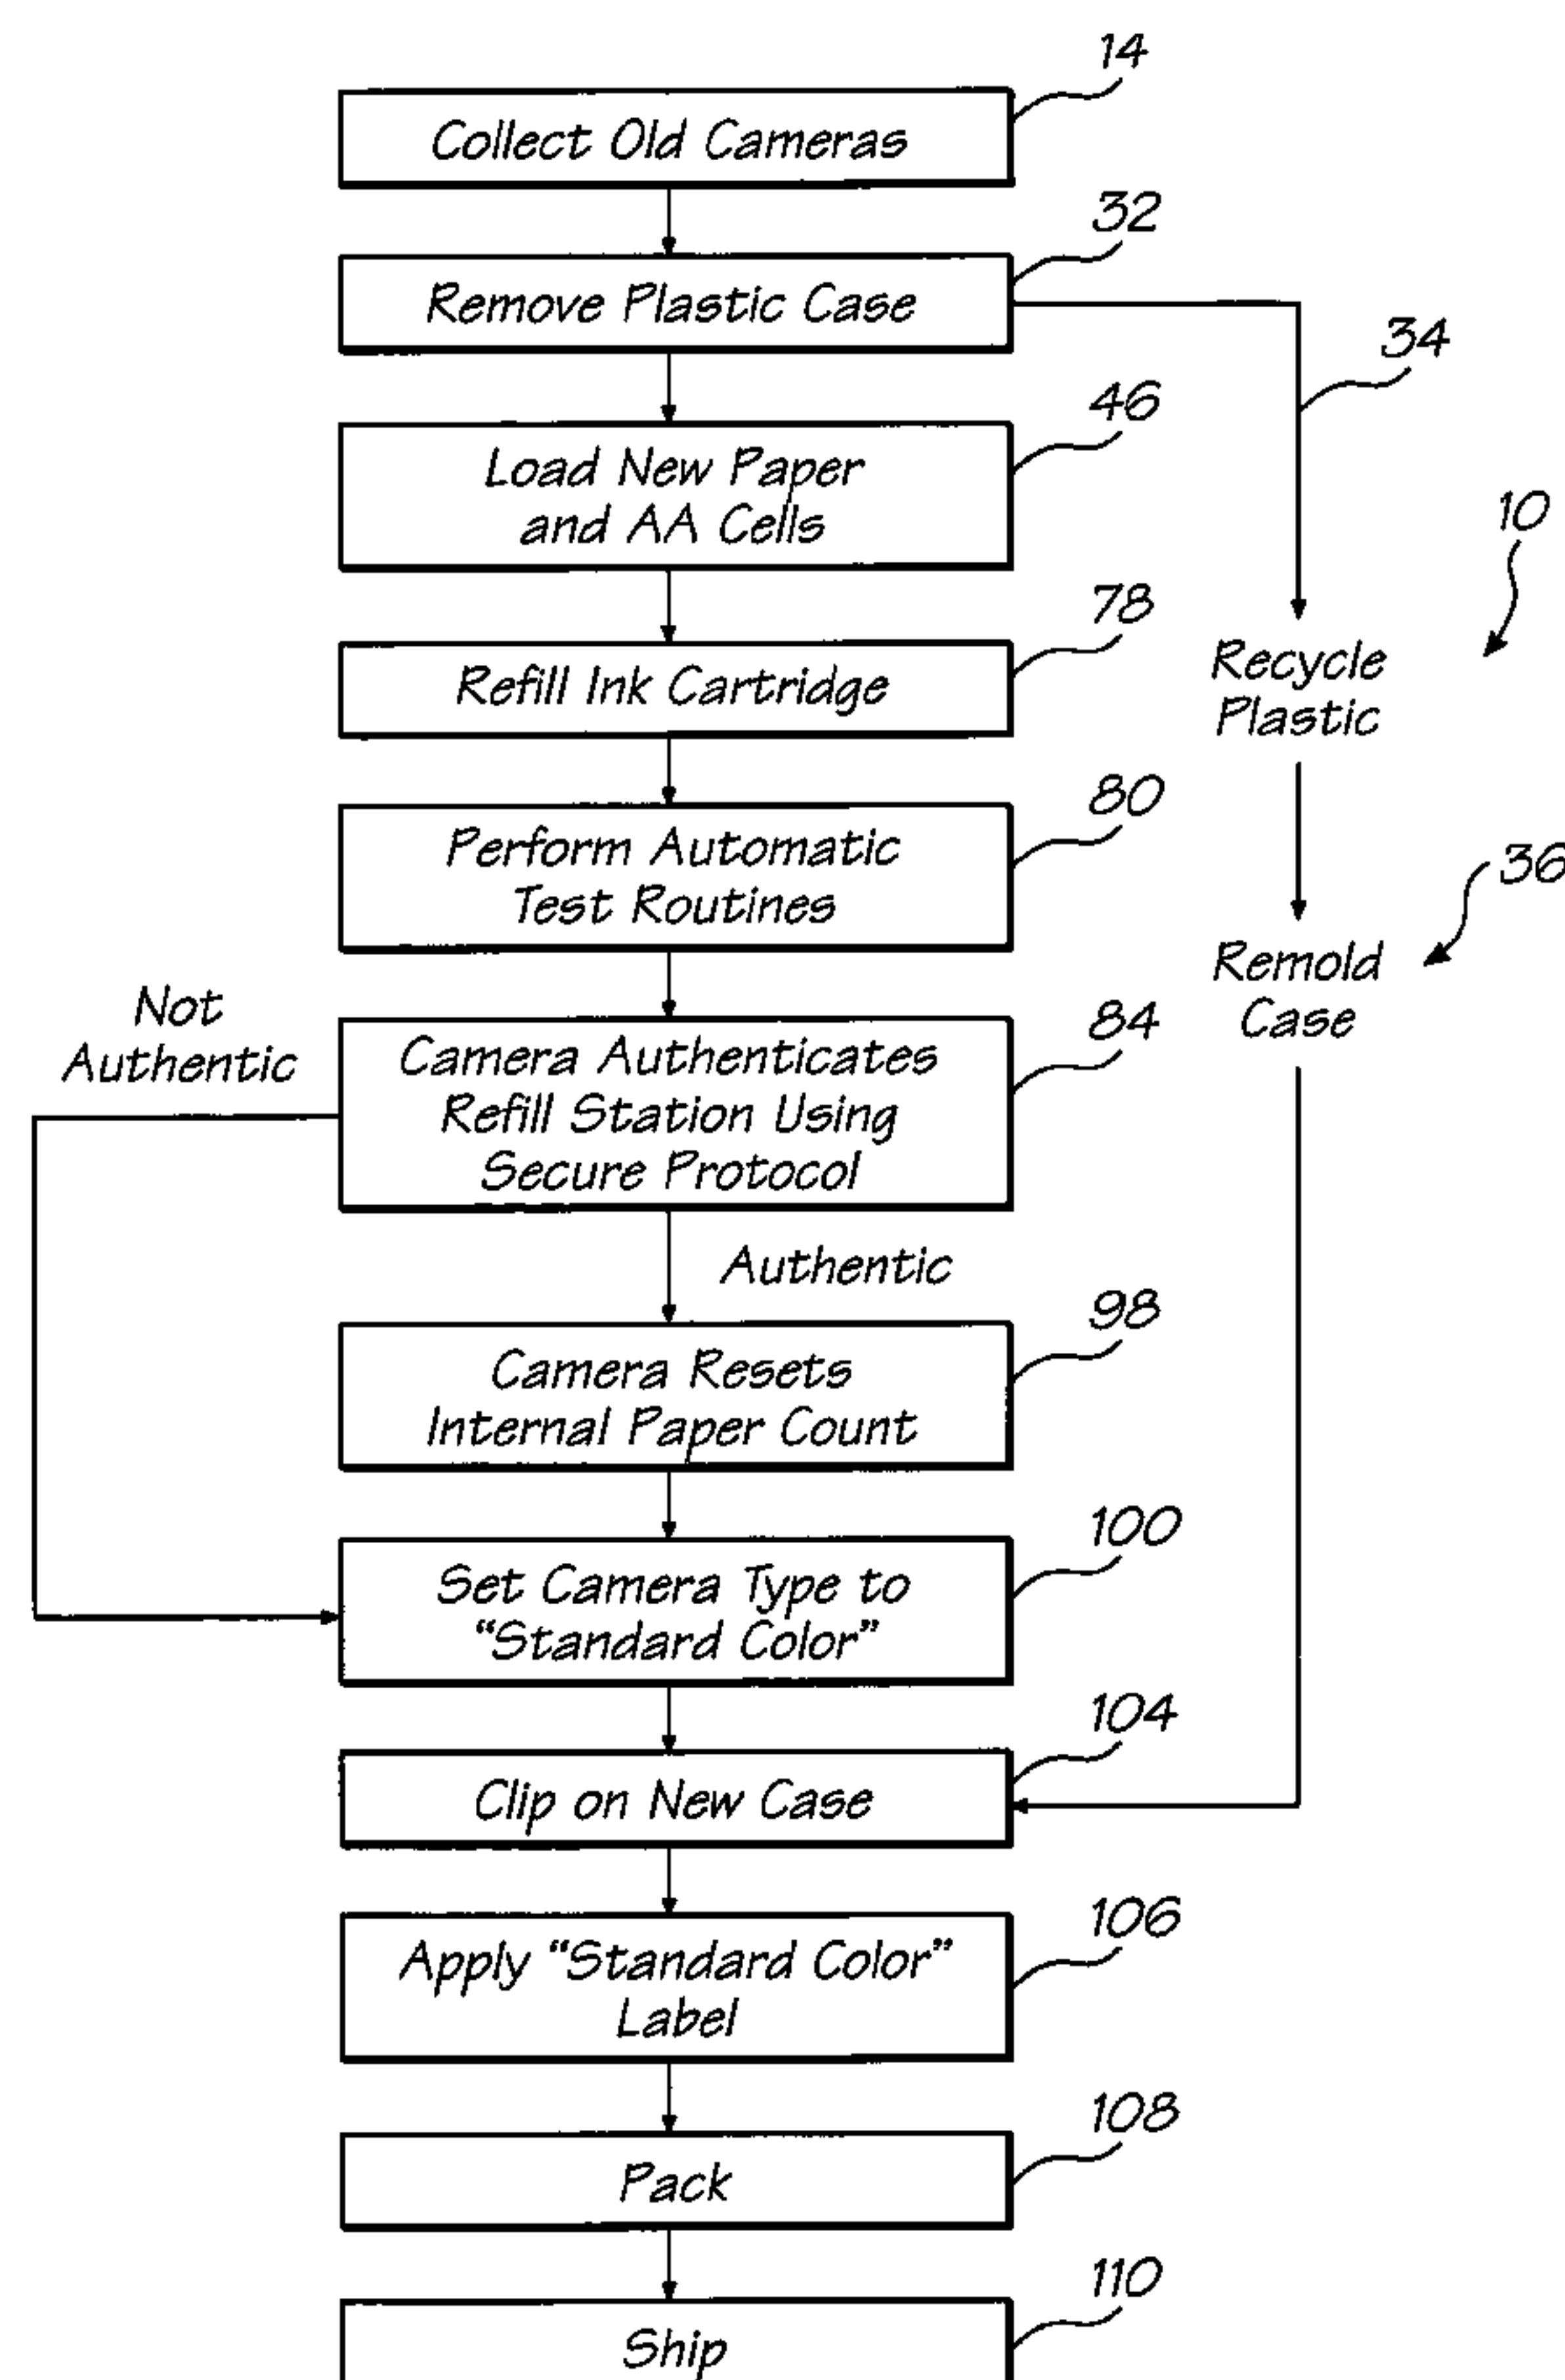 14
Collect Old Cameras
32
Remove Plastic Case
34
46
Load New Paper
and AA Cells
10
78
Refill Ink Cartridge
Recycle
Plastic
80
Perform Automatic
Test Routines
36
Remold
Case
Not
Authentic
84
Camera Authenticates
Refill Station Using
Secure Protocol
Authentic
98
Camera Resets
Internal Paper Count
100
Set Camera Type to
“Standard Color”
104
Clip on New Case
106
Apply “Standard Color”
Label
108
Pack
110
Ship